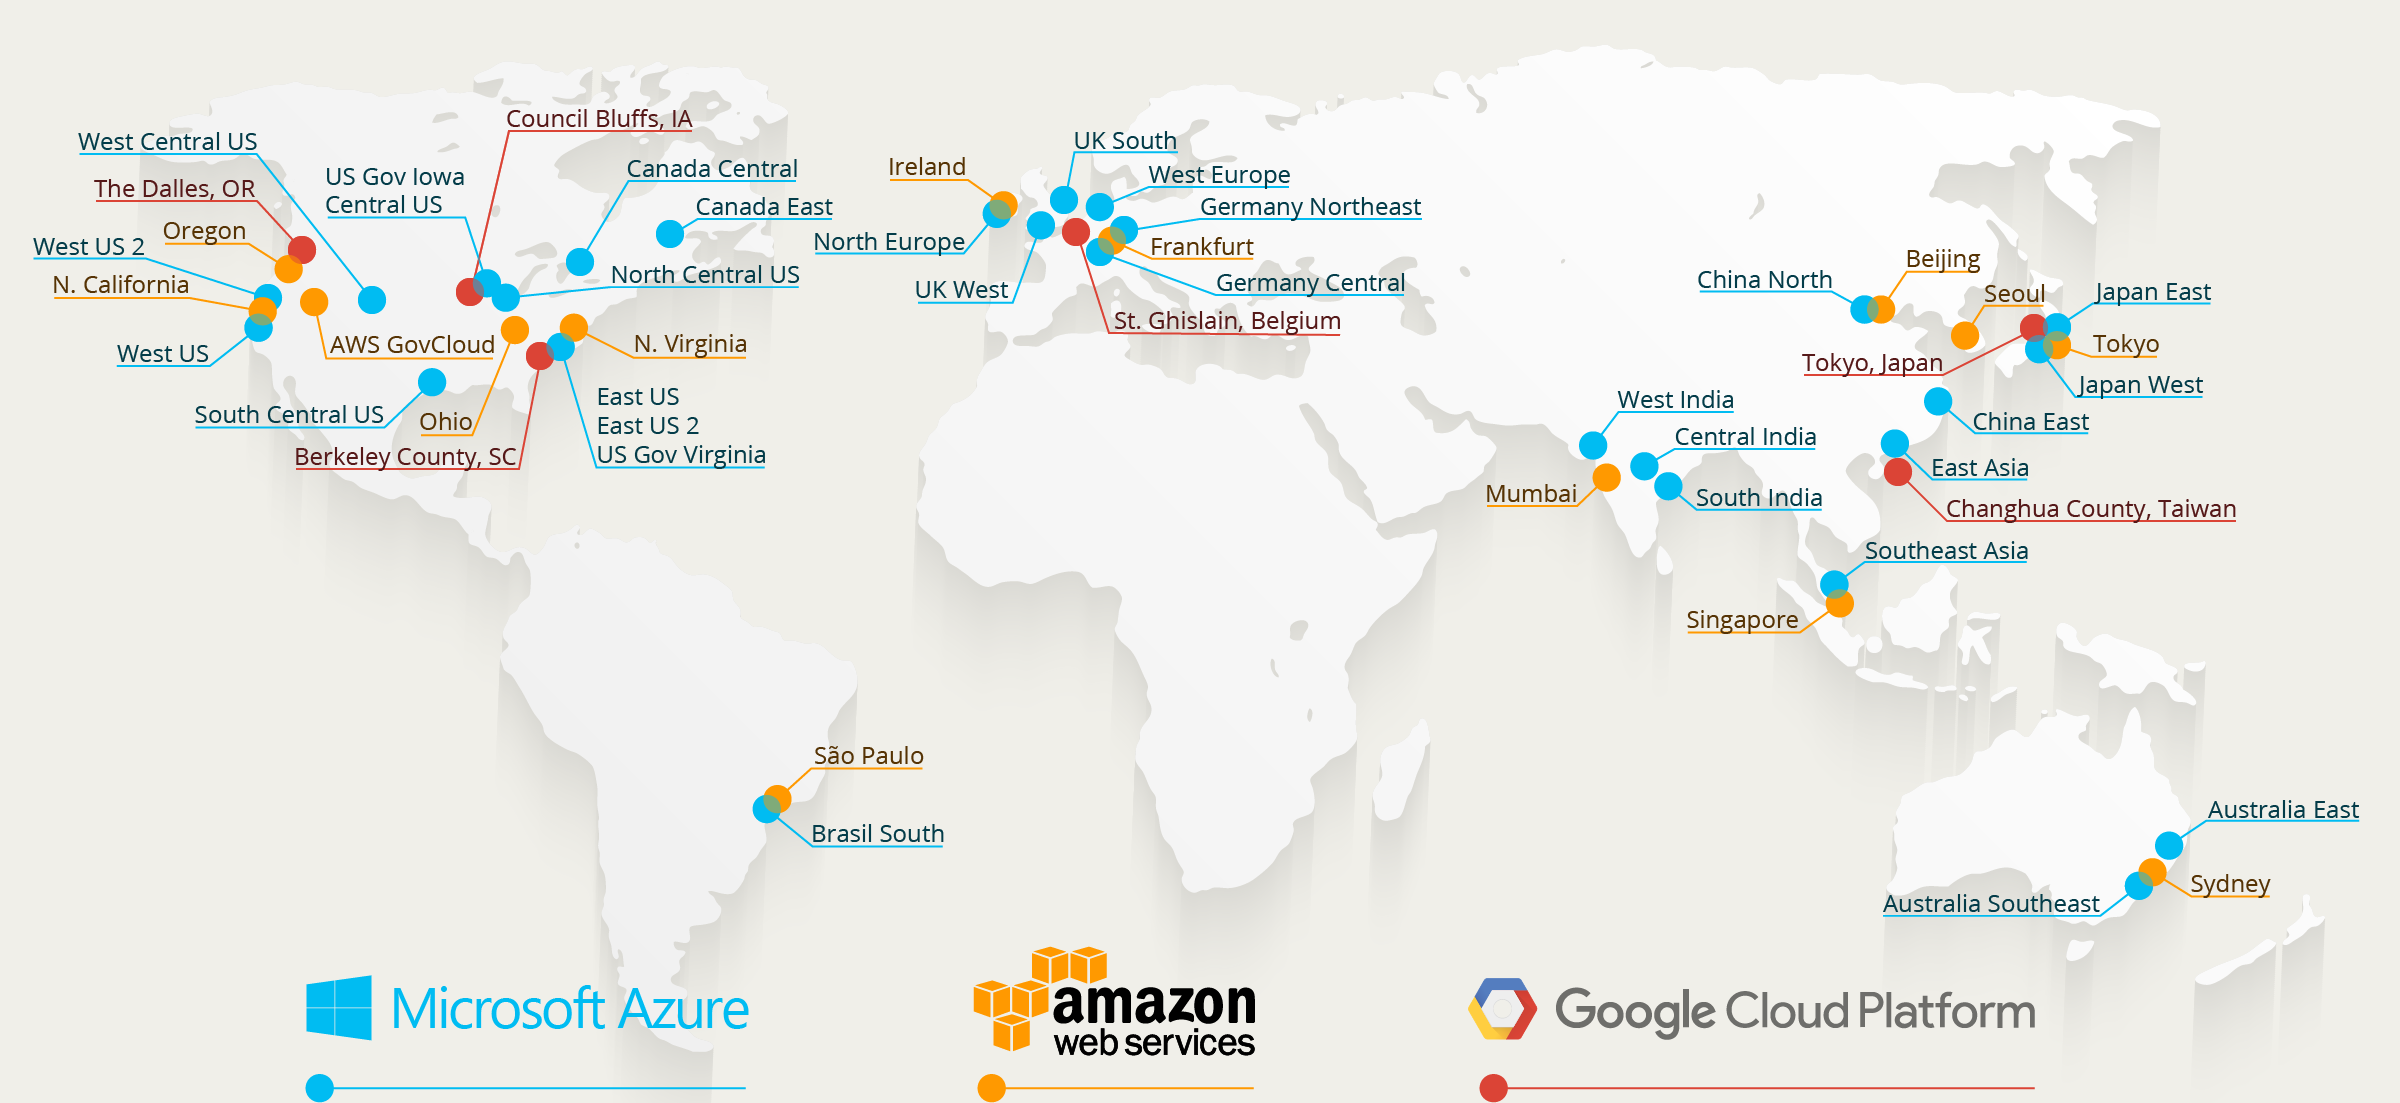 Council Bluffs, IA
West Central US
US Gov Iowa
Central US
Canada Central
The Dalles, OR
Canada East
Oregon
West US 2
N. California
North Central US
West US
AWS GovCloud
N. Virginia
East US
East US 2
US Gov Virginia
South Central US
Ohio
Berkeley County, SC
UK South
Ireland
West Europe
Germany Northeast
North Europe
Frankfurt
Germany Central
UK West
St. Ghislain, Belgium
Beijing
China North
Seoul
Japan East
Tokyo
Tokyo, Japan
Japan West
West India
China East
Central India
East Asia
Mumbai
South India
Changhua County, Taiwan
Southeast Asia
Singapore
São Paulo
Brasil South
Australia East
Sydney
Australia Southeast
Microsoft Azure
amazon
web services
Google Cloud Platform